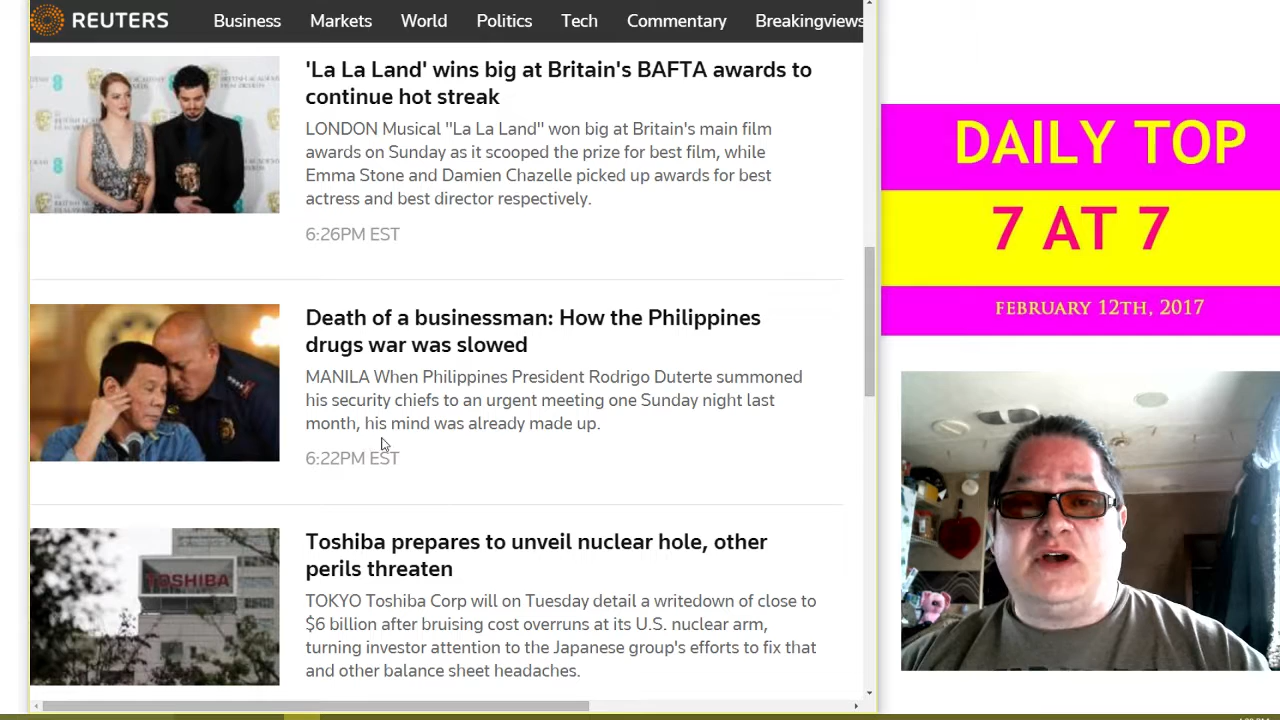 REUTERS Business Markets World Politics Tech Commentary Breakingviews
'La La Land' wins big at Britain's BAFTA awards to
continue hot streak
LONDON Musical "La La Land" won big at Britain's main film
awards on Sunday as it scooped the prize for best film, while
Emma Stone and Damien Chazelle picked up awards for best
actress and best director respectively.
6:26PM EST
Death of a businessman: How the Philippines
drugs war was slowed
MANILA When Philippines President Rodrigo Duterte summoned
his security chiefs to an urgent meeting one Sunday night last
month, his mind was already made up.
6:22PM EST
TOSHIBA
Toshiba prepares to unveil nuclear hole, other
perils threaten
TOKYO Toshiba Corp will on Tuesday detail a writedown of close to
$6 billion after bruising cost overruns at its U.S. nuclear arm,
turning investor attention to the Japanese group's efforts to fix that
and other balance sheet headaches.
DAILY TOP
7 AT 7
FEBRUARY 12TH, 2017